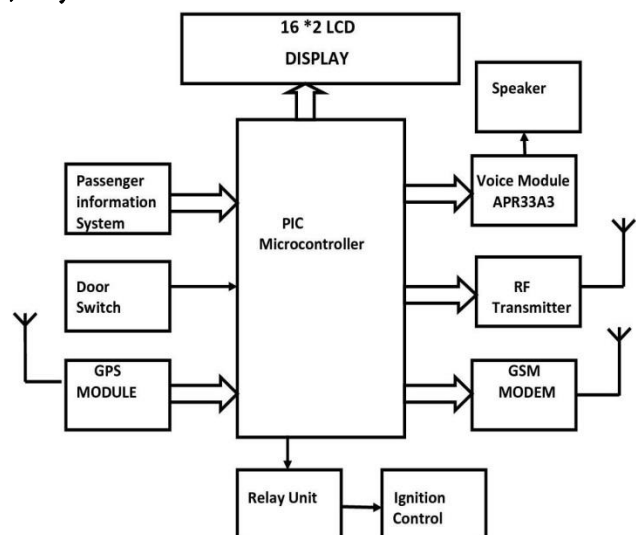 16 *2 LCD
DISPLAY
Speaker
Passenger
information
System
PIC
Microcontroller
Voice Module
APR33A3
Door
Switch
RF
Transmitter
GPS
MODULE
GSM
MODEM
Relay Unit
Ignition
Control